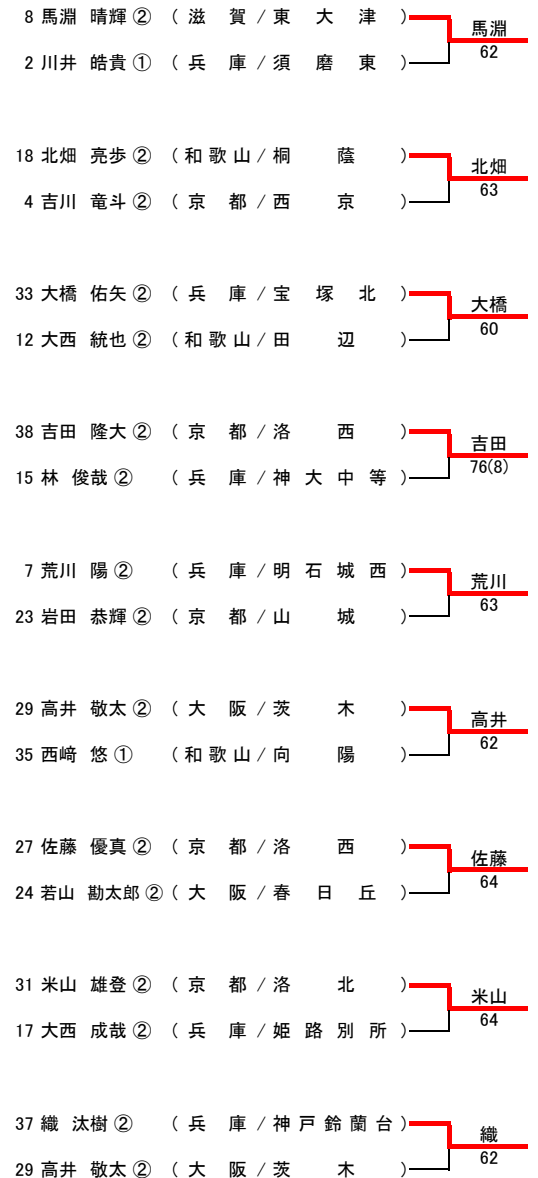 8 馬淵 晴輝② ( 滋 賀 / 東 大 津 )
馬淵
62
2 川井 皓貴① ( 兵 庫 / 須 磨 東 )
18 北畑 亮歩② ( 和 歌 山 / 桐 蔭 )
北畑
63
4 吉川 竜斗② ( 京 都 / 西 京 )
33 大橋 佑矢② ( 兵 庫 / 宝 塚 北 )
大橋
60
12 大西 統也② ( 和 歌 山 / 田 辺 )
38 吉田 隆大② ( 京 都 / 洛 西 )
吉田
76(8)
15 林 俊哉② ( 兵 庫 / 神 大 中 等 )
7 荒川 陽② ( 兵 庫 / 明 石 城 西 )
荒川
63
23 岩田 恭輝② ( 京 都 / 山 城 )
29 高井 敬太② ( 大 阪 / 茨 木 )
高井
62
35 西﨑 悠① ( 和 歌 山 / 向 陽 )
27 佐藤 優真② ( 京 都 / 洛 西 )
佐藤
64
24 若山 勘太郎② ( 大 阪 / 春 日 丘 )
31 米山 雄登② ( 京 都 / 洛 北 )
米山
64
17 大西 成哉② ( 兵 庫 / 姫 路 別 所 )
37 織 汰樹② ( 兵 庫 / 神 戸 鈴 蘭 台 )
織
62
29 高井 敬太② ( 大 阪 / 茨 木 )